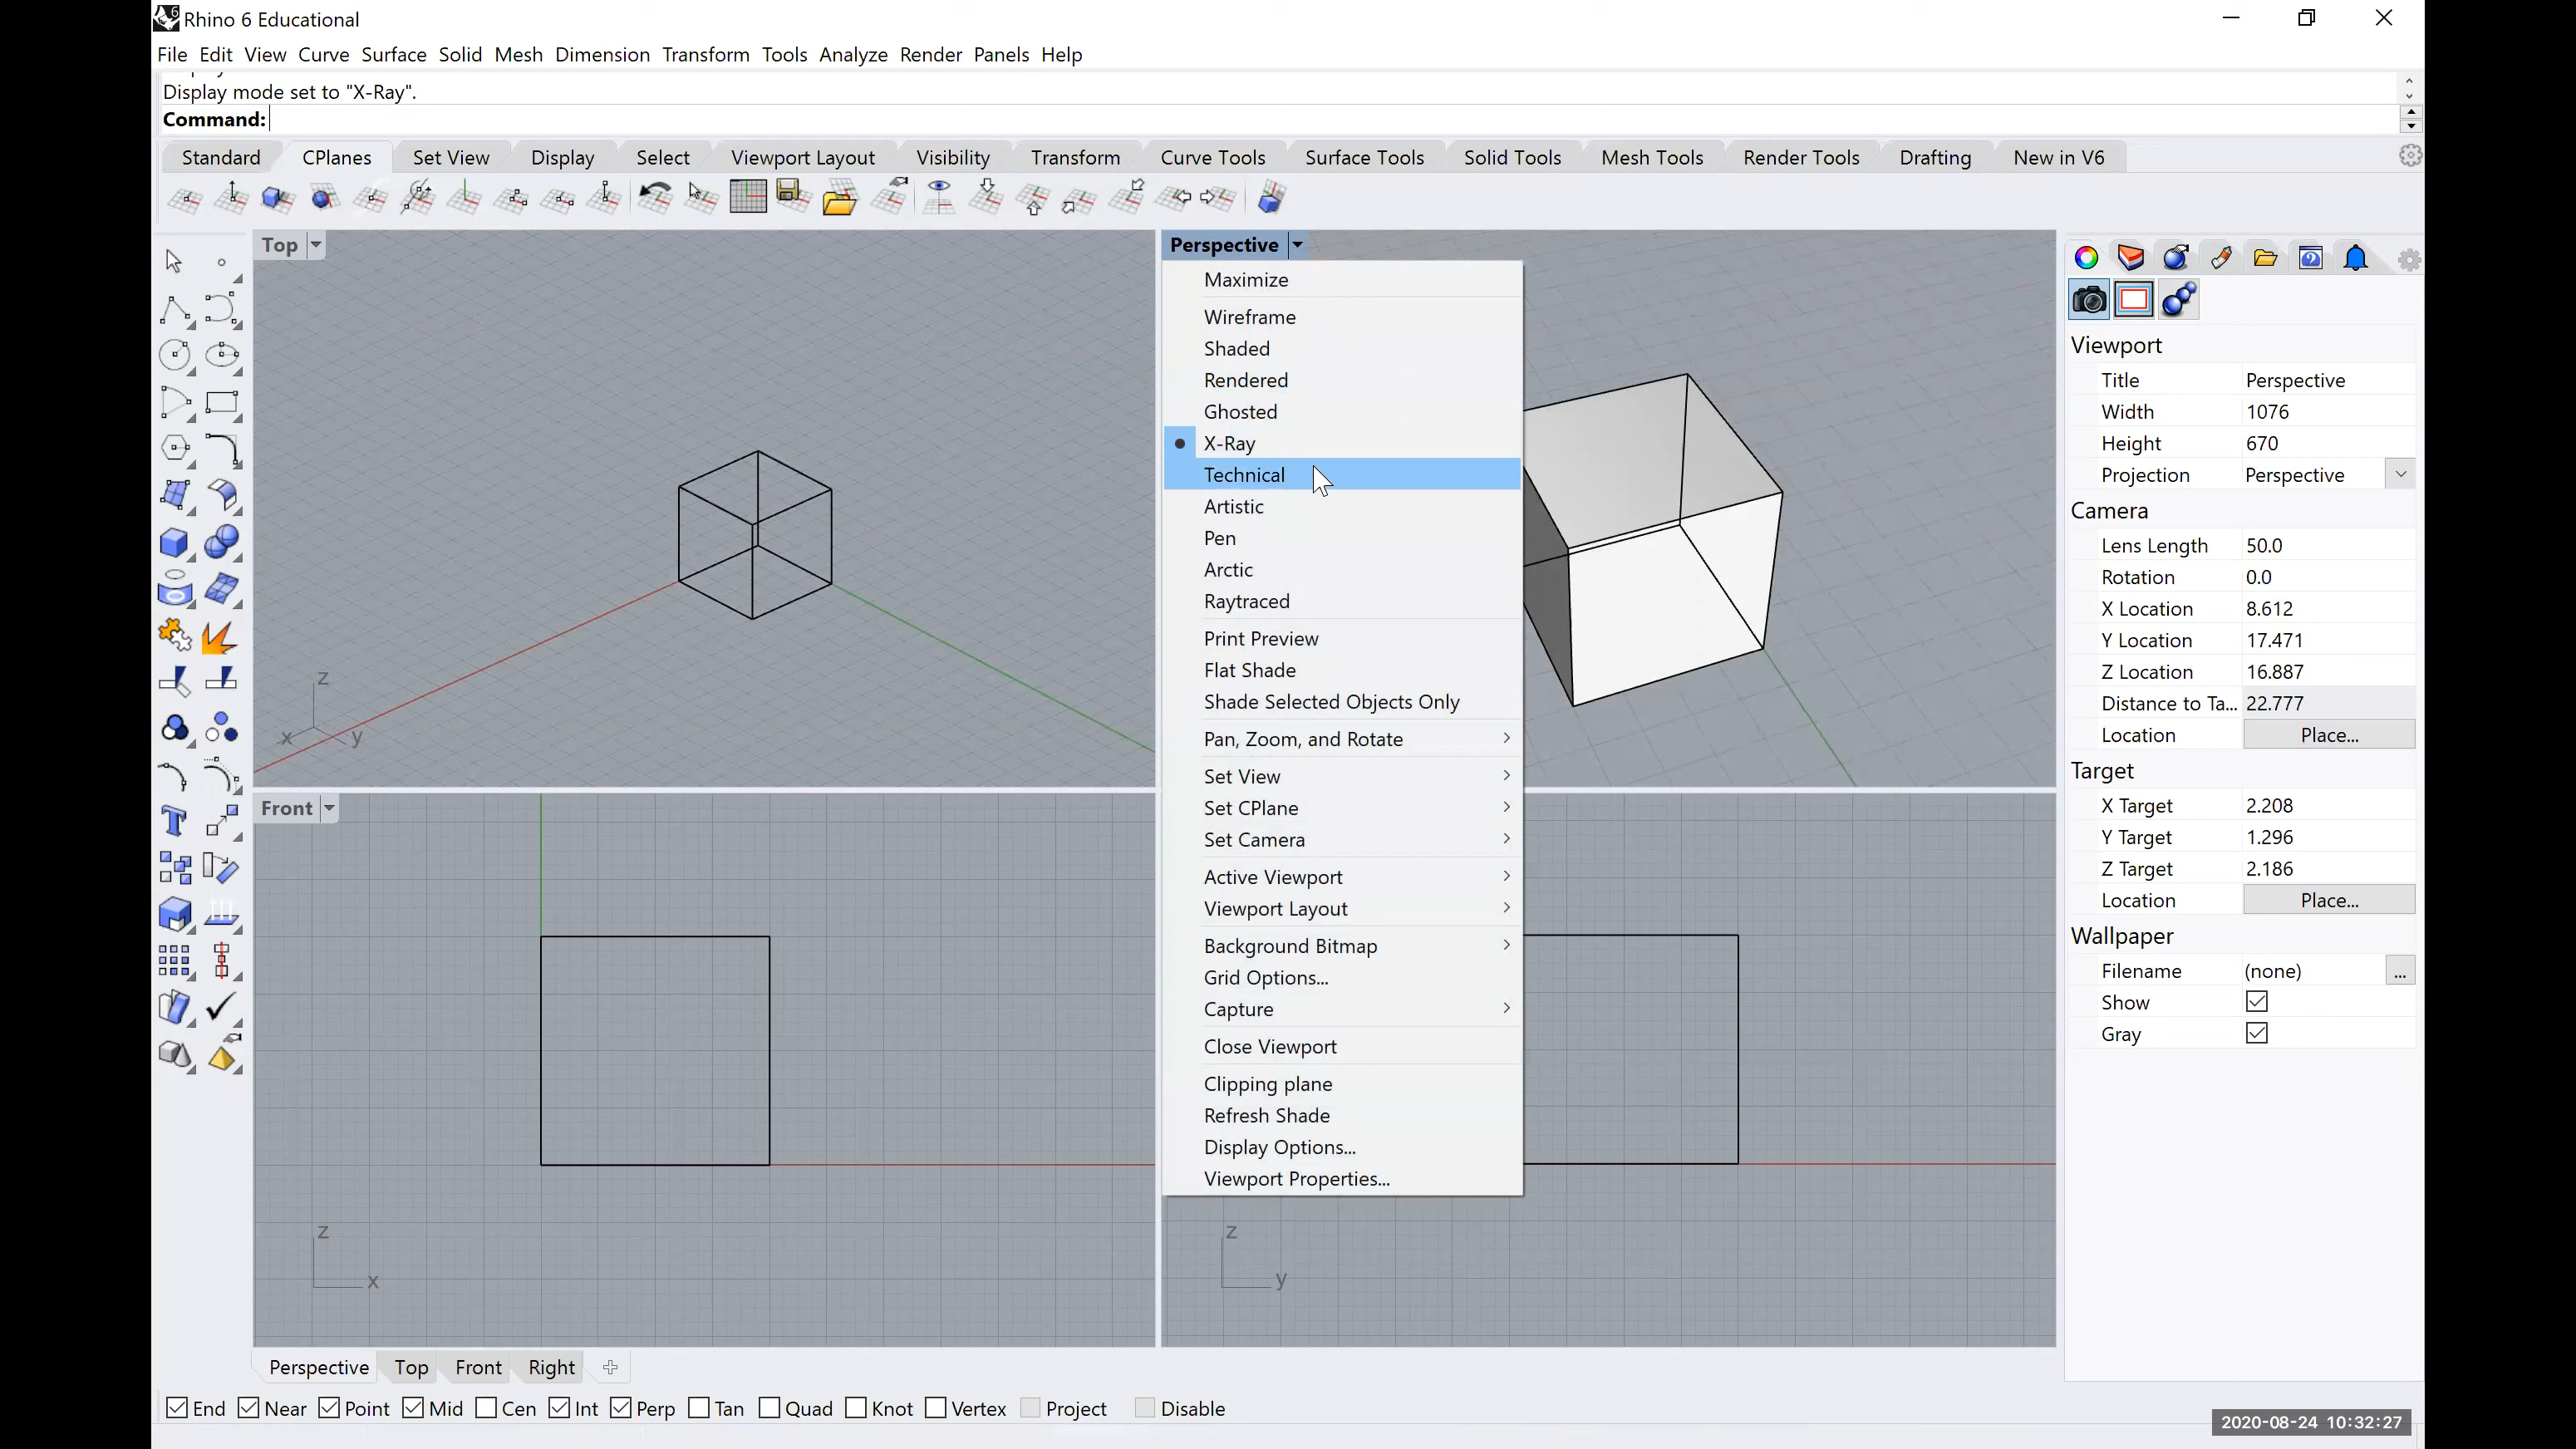 Rhino 6 Educational
File Edit View Curve Surface Solid Mesh Dimension Transform Tools Analyze Render Panels Help
Display mode set to "X-Ray".
Command:
Standard CPlanes Set View Display Select Viewport Layout Visibility Transform Curve Tools Surface Tools Solid Tools Mesh Tools Render Tools Drafting New in V6
Top
Perspective
Maximize
Wireframe
Shaded
Rendered
Ghosted
X-Ray
Technical
Artistic
Pen
Arctic
Raytraced
Print Preview
Flat Shade
Shade Selected Objects Only
Pan, Zoom, and Rotate
Set View
Set CPlane
Set Camera
Active Viewport
Viewport Layout
Background Bitmap
Grid Options...
Capture
Close Viewport
Clipping plane
Refresh Shade
Display Options...
Viewport Properties...
z
x y
Front
z
x
z
y
Viewport
Title Perspective
Width 1076
Height 670
Projection Perspective
Camera
Lens Length 50.0
Rotation 0.0
X Location 8.612
Y Location 17.471
Z Location 16.887
Distance to Ta... 22.777
Location Place...
Target
X Target 2.208
Y Target 1.296
Z Target 2.186
Location Place...
Wallpaper
Filename (none) ...
Show
Gray
Perspective Top Front Right
End Near Point Mid Cen Int Perp Tan Quad Knot Vertex Project Disable
2020-08-24 10:32:27